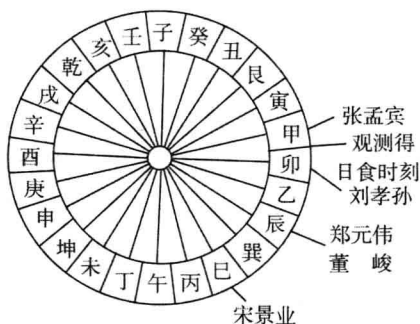 子
癸
丑
艮
寅
甲
卯
乙
辰
巽
巳
丙
午
丁
未
坤
申
庚
酉
辛
戌
乾
亥
壬
张孟宾
观测得
日食时刻
刘孝孙
郑元伟
董 峻
宋景业